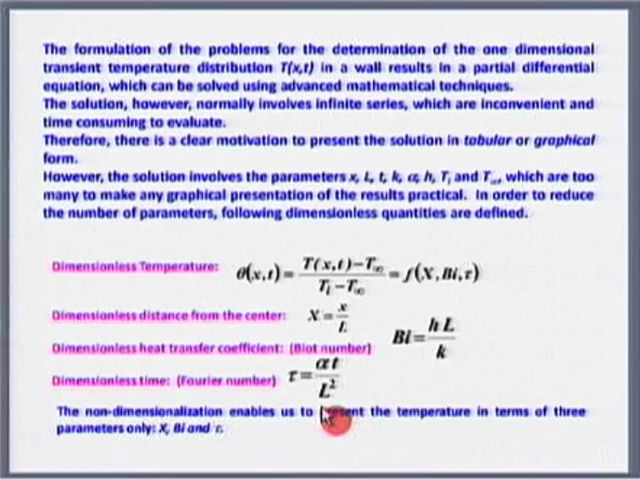 The formulation of the problems for the determination of the one dimensional
transient temperature distribution T(x,t) in a wall results in a partial differential
equation, which can be solved using advanced mathematical techniques.
The solution, however, normally involves infinite series, which are inconvenient and
time consuming to evaluate.
Therefore, there is a clear motivation to present the solution in tabular or graphical
form.
However, the solution involves the parameters x, L, t, k, α, h, Tᵢ and T∞, which are too
many to make any graphical presentation of the results practical. In order to reduce
the number of parameters, following dimensionless quantities are defined.
Dimensionless Temperature: θ(x,t) = (T(x,t) − T∞)/(Tᵢ − T∞) = f(X, Bi, τ)
Dimensionless distance from the center: X = x/L
Dimensionless heat transfer coefficient: (Biot number) Bi = hL/k
Dimensionless time: (Fourier number) τ = αt/L²
The non-dimensionalization enables us to present the temperature in terms of three
parameters only: X, Bi and τ.